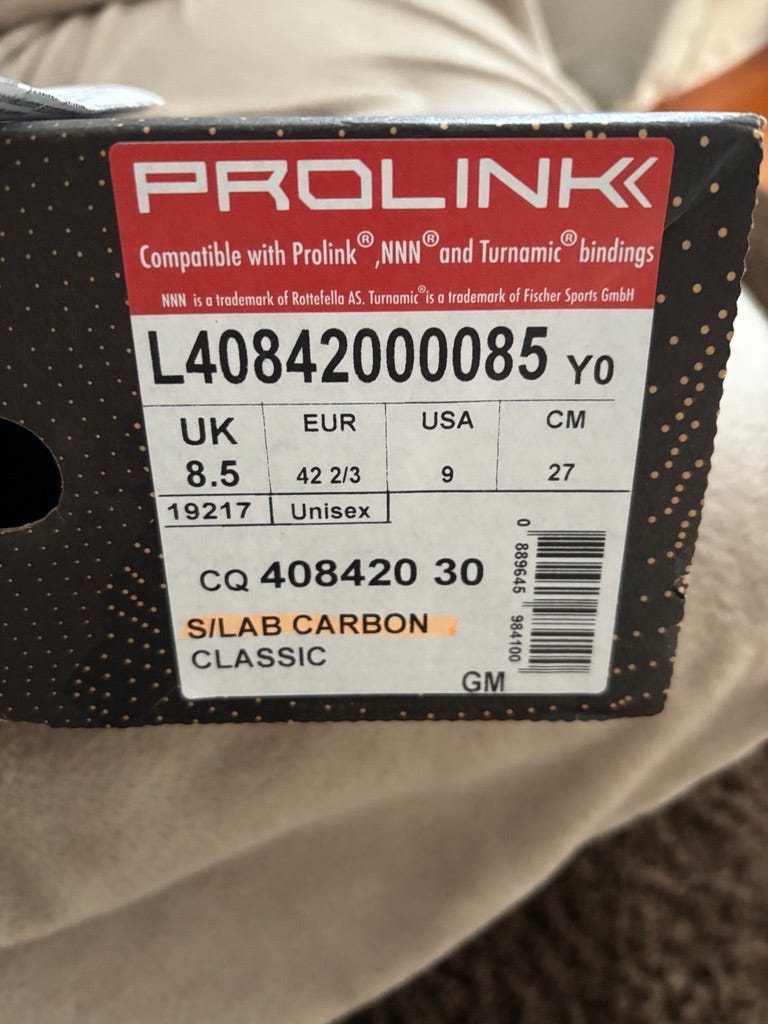 PROLINK
Compatible with Prolink®,NNN®and Turnamic®bindings
NNN is a trademark of Rottefella AS. Turnamic®is a trademark of Fischer Sports GmbH
L40842000085 Y0
UK EUR USA CM
8.5 42 2/3 9 27
19217 Unisex
CQ 408420 30
S/LAB CARBON
CLASSIC
0 889645 984100
GM